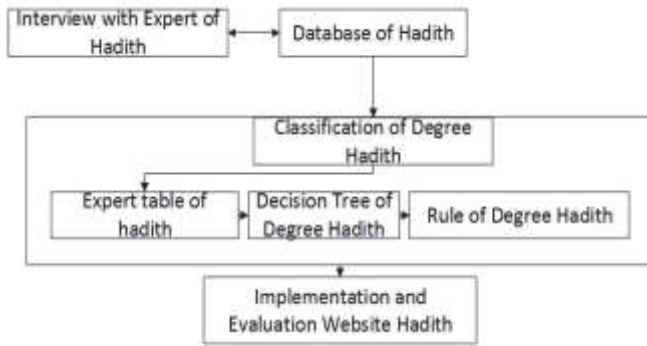 Interview with Expert of
Hadith
Database of Hadith
Classification of Degree
Hadith
Expert table of
hadith
Decision Tree of
Degree Hadith
Rule of Degree Hadith
Implementation and
Evaluation Website Hadith